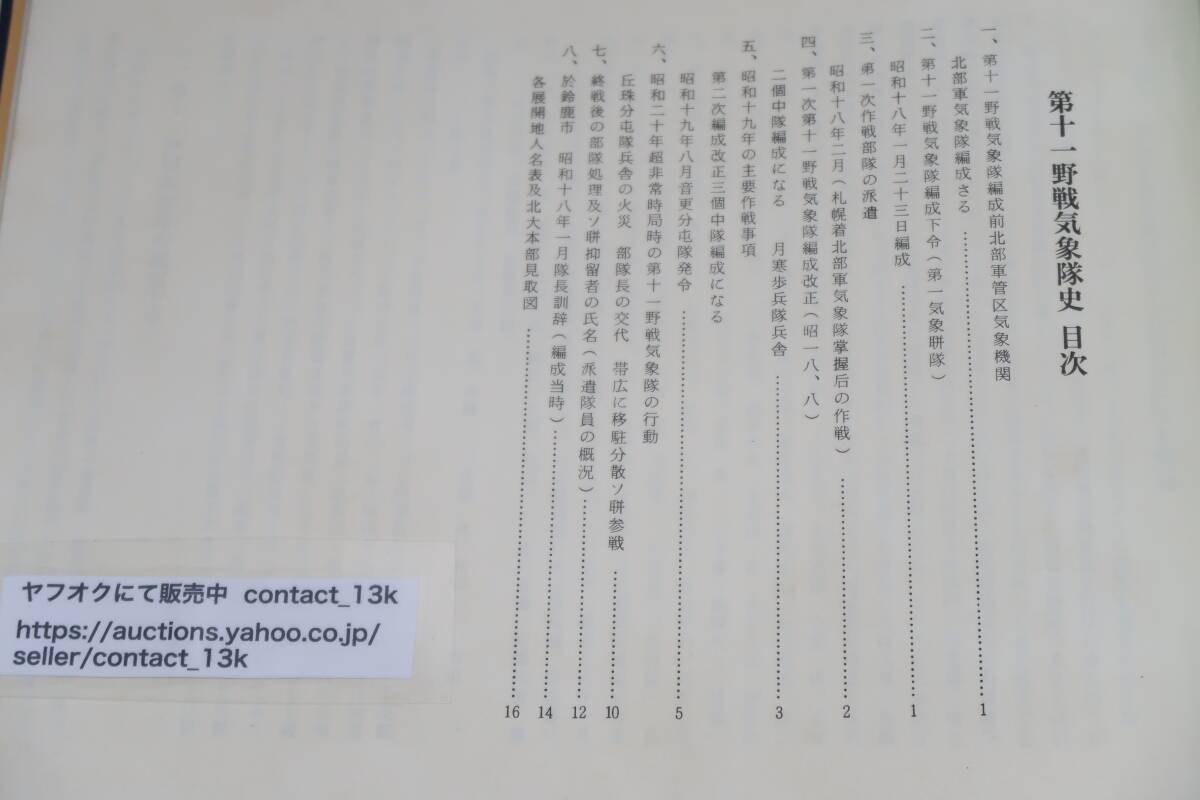 第十一野戦気象隊史 目次
一、第十一野戦気象隊編成前北部軍管区気象機関
北部軍気象隊編成さる ……………… 1
二、第十一野戦気象隊編成下令(第一気象聯隊)
昭和十八年一月二十三日編成 ……………… 1
三、第一次作戦部隊の派遣
昭和十八年二月(札幌着北部軍気象隊掌握后の作戦) ……………… 2
四、第一次第十一野戦気象隊編成改正(昭一八、八)
二個中隊編成になる 月寒歩兵隊兵舎 ……………… 3
五、昭和十九年の主要作戦事項
第二次編成改正三個中隊編成になる
昭和十九年八月音更分屯隊発令 ……………… 5
六、昭和二十年超非常時局時の第十一野戦気象隊の行動
丘珠分屯隊兵舎の火災 部隊長の交代 帯広に移駐分散ソ聯参戦 ……………… 10
七、終戦後の部隊処理及ソ聯抑留者の氏名(派遣隊員の概況) ……………… 12
八、於鈴鹿市 昭和十八年一月隊長訓辞(編成当時) ……………… 14
各展開地人名表及北大本部見取図 ……………… 16
ヤフオクにて販売中 contact_13k
https://auctions.yahoo.co.jp/
seller/contact_13k